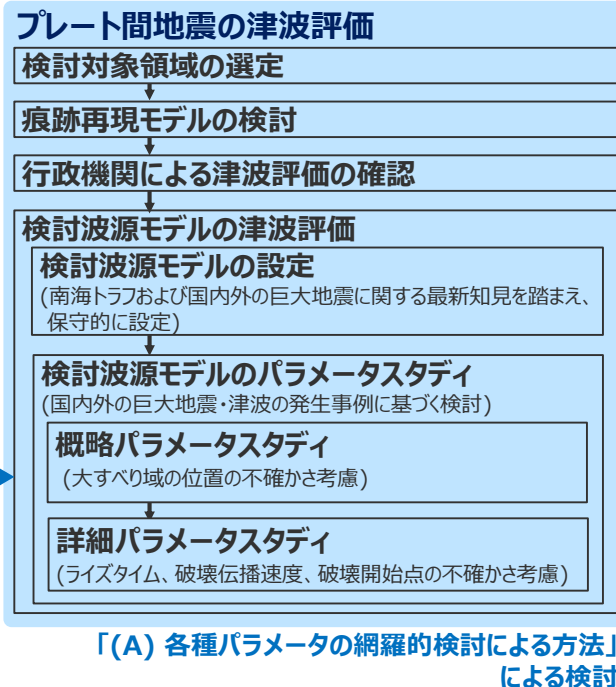 プレート間地震の津波評価
検討対象領域の選定
痕跡再現モデルの検討
行政機関による津波評価の確認
検討波源モデルの津波評価
検討波源モデルの設定
(南海トラフおよび国内外の巨大地震に関する最新知見を踏まえ、
保守的に設定)
検討波源モデルのパラメータスタディ
(国内外の巨大地震・津波の発生事例に基づく検討)
概略パラメータスタディ
(大すべり域の位置の不確かさ考慮)
詳細パラメータスタディ
(ライズタイム、破壊伝播速度、破壊開始点の不確かさ考慮)
「(A) 各種パラメータの網羅的検討による方法」
による検討